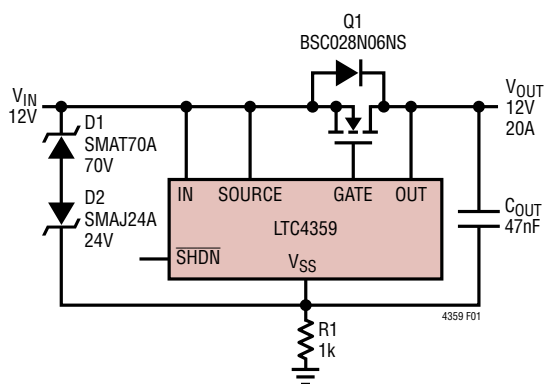 Q1
BSC028N06NS
VIN
12V
VOUT
12V
20A
D1
SMAT70A
70V
D2
SMAJ24A
24V
IN SOURCE GATE OUT
LTC4359
SHDN
VSS
COUT
47nF
4359 F01
R1
1k